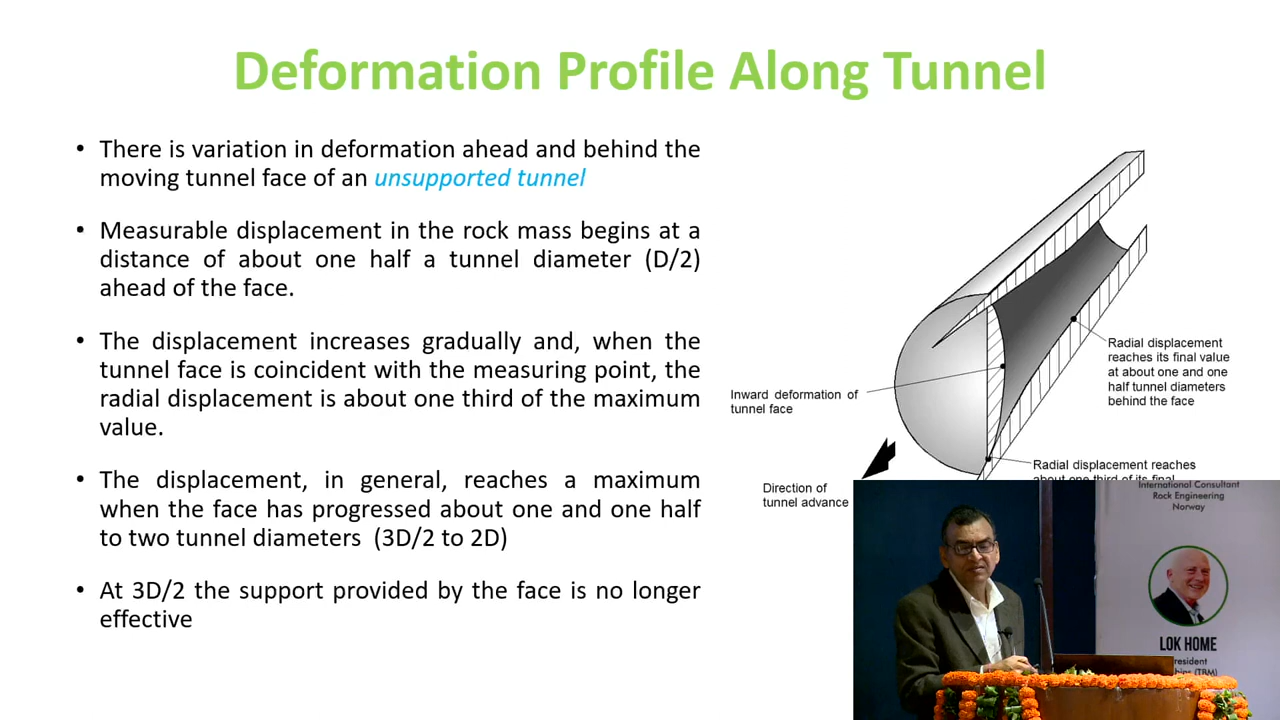 Deformation Profile Along Tunnel
• There is variation in deformation ahead and behind the
moving tunnel face of an unsupported tunnel
• Measurable displacement in the rock mass begins at a
distance of about one half a tunnel diameter (D/2)
ahead of the face.
• The displacement increases gradually and, when the
tunnel face is coincident with the measuring point, the
radial displacement is about one third of the maximum
value.
• The displacement, in general, reaches a maximum
when the face has progressed about one and one half
to two tunnel diameters (3D/2 to 2D)
• At 3D/2 the support provided by the face is no longer
effective
Radial displacement
reaches its final value
at about one and one
half tunnel diameters
behind the face
Inward deformation of
tunnel face
Radial displacement reaches
about one third of its final
Direction of
tunnel advance
International Consultant
Rock Engineering
Norway
LOK HOME
(TBM)